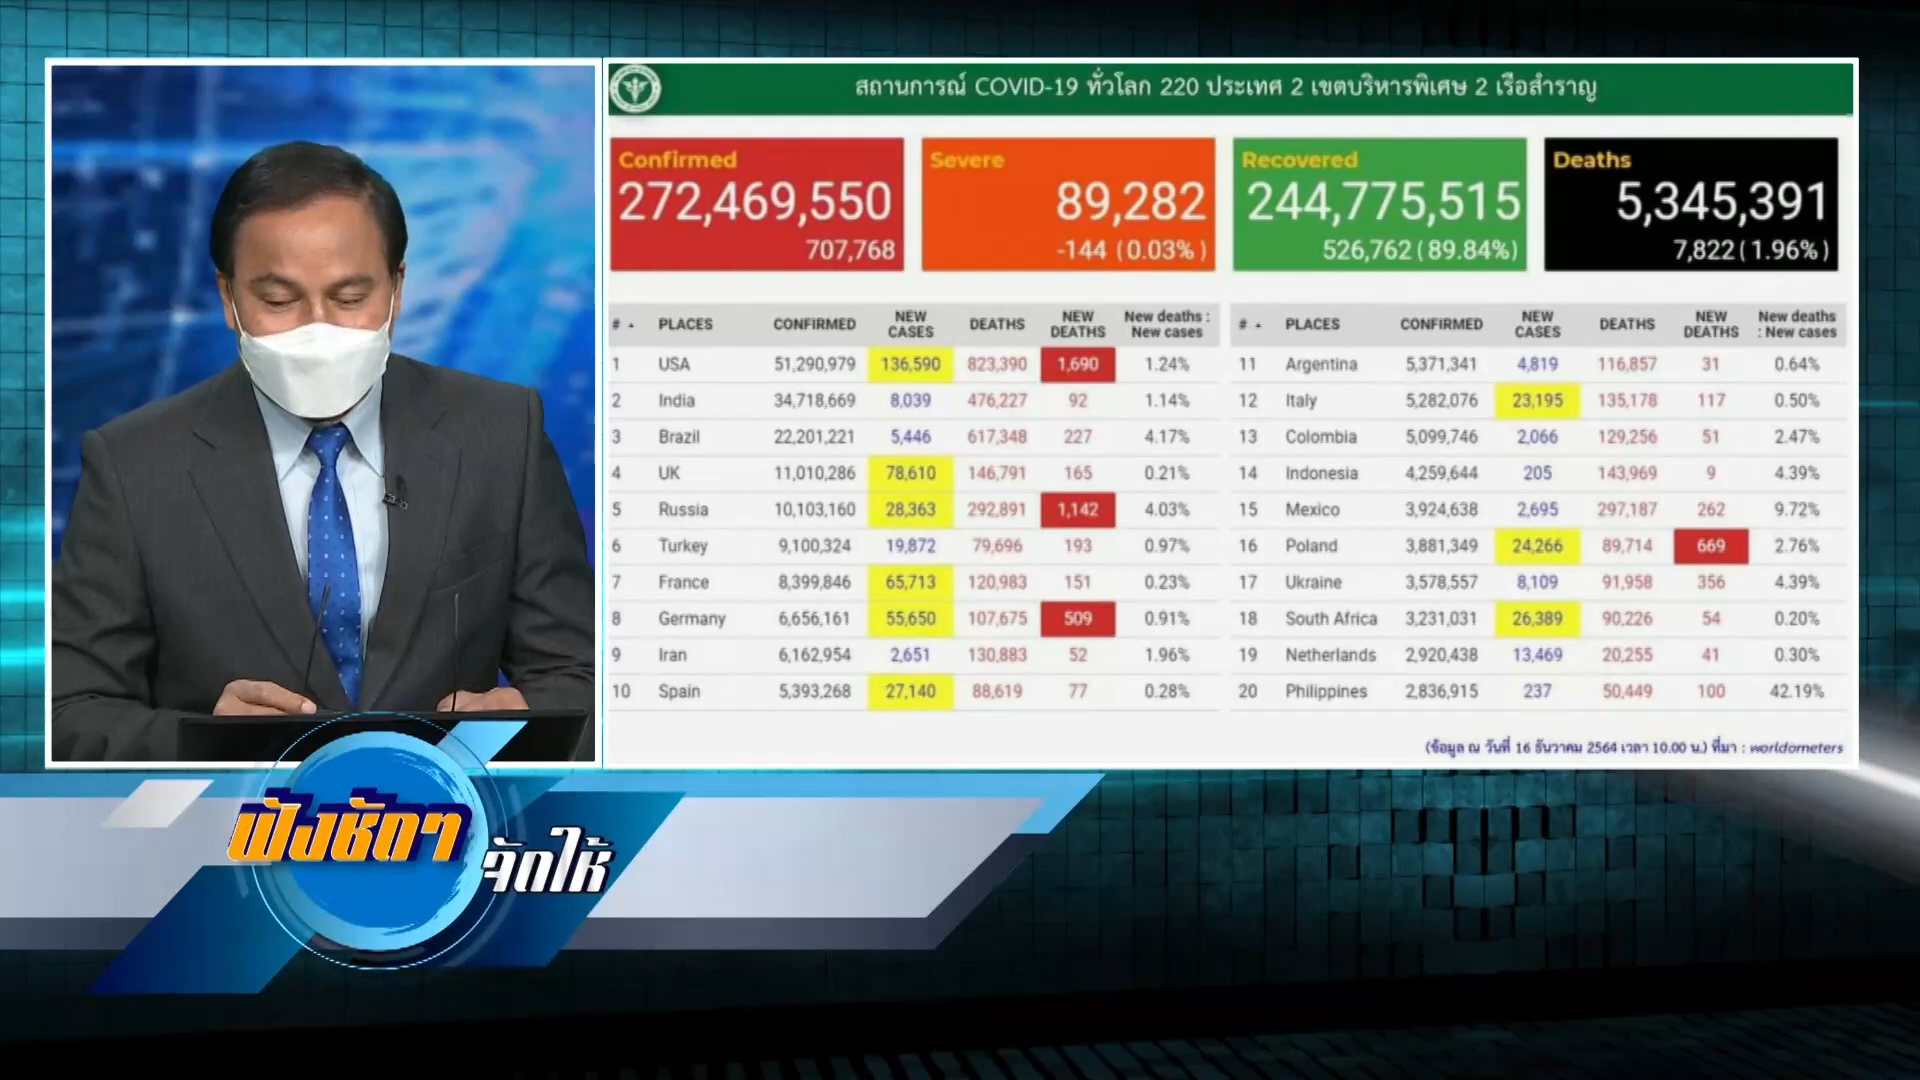 สถานการณ์ COVID-19 ทั่วโลก 220 ประเทศ 2 เขตบริหารพิเศษ 2 เรือสำราญ
Confirmed
272,469,550
707,768
Severe
89,282
-144 (0.03%)
Recovered
244,775,515
526,762 (89.84%)
Deaths
5,345,391
7,822 (1.96%)
# PLACES CONFIRMED NEW CASES DEATHS NEW DEATHS New deaths : New cases
1 USA 51,290,979 136,590 823,390 1,690 1.24%
2 India 34,718,669 8,039 476,227 92 1.14%
3 Brazil 22,201,221 5,446 617,348 227 4.17%
4 UK 11,010,286 78,610 146,791 165 0.21%
5 Russia 10,103,160 28,363 292,891 1,142 4.03%
6 Turkey 9,100,324 19,872 79,696 193 0.97%
7 France 8,399,846 65,713 120,983 151 0.23%
8 Germany 6,656,161 55,650 107,675 509 0.91%
9 Iran 6,162,954 2,651 130,883 52 1.96%
10 Spain 5,393,268 27,140 88,619 77 0.28%
# PLACES CONFIRMED NEW CASES DEATHS NEW DEATHS New deaths : New cases
11 Argentina 5,371,341 4,819 116,857 31 0.64%
12 Italy 5,282,076 23,195 135,178 117 0.50%
13 Colombia 5,099,746 2,066 129,256 51 2.47%
14 Indonesia 4,259,644 205 143,969 9 4.39%
15 Mexico 3,924,638 2,695 297,187 262 9.72%
16 Poland 3,881,349 24,266 89,714 669 2.76%
17 Ukraine 3,578,557 8,109 91,958 356 4.39%
18 South Africa 3,231,031 26,389 90,226 54 0.20%
19 Netherlands 2,920,438 13,469 20,255 41 0.30%
20 Philippines 2,836,915 237 50,449 100 42.19%
(ข้อมูล ณ วันที่ 16 ธันวาคม 2564 เวลา 10.00 น.) ที่มา : worldometers
ฟังชัดๆ
จัดให้